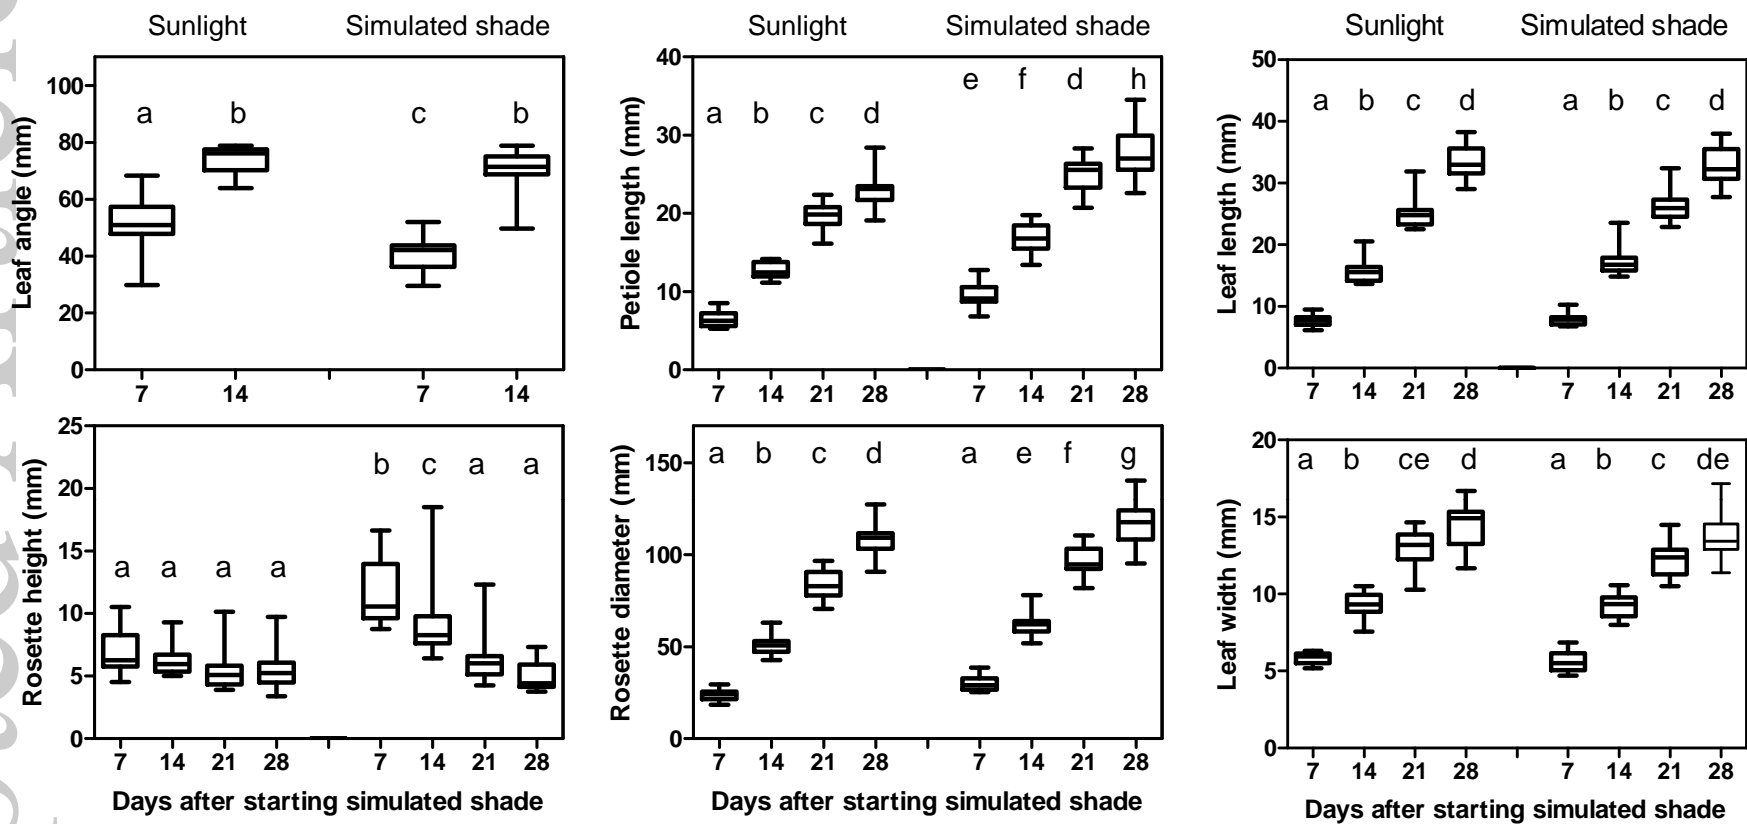 Sunlight Simulated shade
Leaf angle (mm)
100
80
60
40
20
0
a b c b
7 14 7 14
Sunlight Simulated shade
Petiole length (mm)
40
30
20
10
0
a b c d e f d h
7 14 21 28 7 14 21 28
Sunlight Simulated shade
Leaf length (mm)
50
40
30
20
10
0
a b c d a b c d
7 14 21 28 7 14 21 28
Rosette height (mm)
25
20
15
10
5
0
a a a a b c a a
7 14 21 28 7 14 21 28
Days after starting simulated shade
Rosette diameter (mm)
150
100
50
0
a b c d a e f g
7 14 21 28 7 14 21 28
Days after starting simulated shade
Leaf width (mm)
20
15
10
5
0
a b ce d a b c de
7 14 21 28 7 14 21 28
Days after starting simulated shade